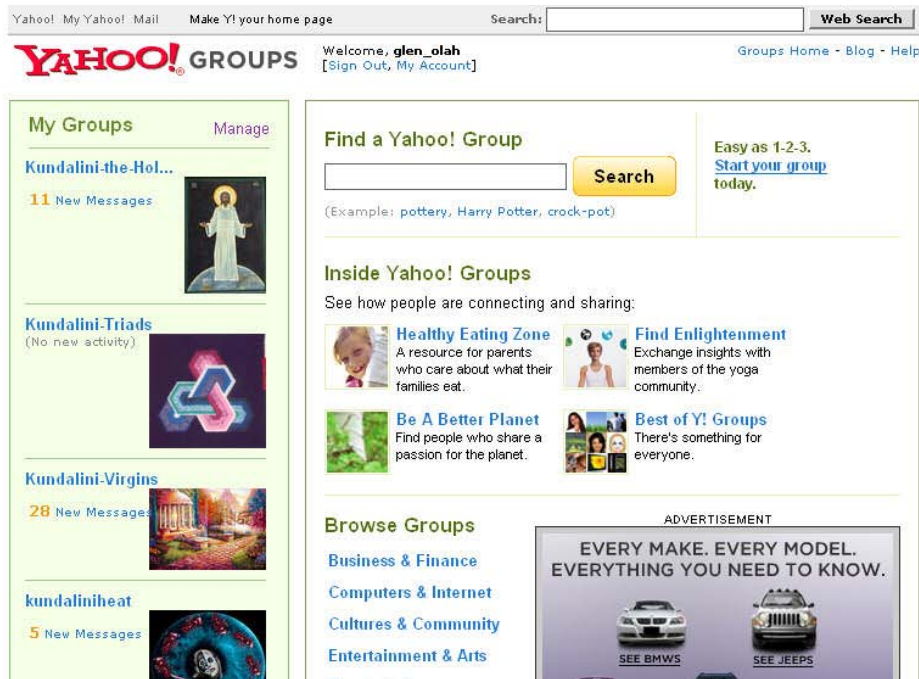 Yahoo! My Yahoo! Mail Make Y! your home page Search: Web Search
YAHOO! GROUPS
Welcome, glen_olah
[Sign Out, My Account]
Groups Home - Blog - Help
My Groups Manage
Kundalini-the-Hol...
11 New Messages
Kundalini-Triads
(No new activity)
Kundalini-Virgins
28 New Messages
kundaliniheat
5 New Messages
Find a Yahoo! Group
Search
(Example: pottery, Harry Potter, crock-pot)
Easy as 1-2-3.
Start your group
today.
Inside Yahoo! Groups
See how people are connecting and sharing:
Healthy Eating Zone
A resource for parents
who care about what their
families eat.
Find Enlightenment
Exchange insights with
members of the yoga
community.
Be A Better Planet
Find people who share a
passion for the planet.
Best of Y! Groups
There's something for
everyone.
Browse Groups
Business & Finance
Computers & Internet
Cultures & Community
Entertainment & Arts
ADVERTISEMENT
EVERY MAKE. EVERY MODEL.
EVERYTHING YOU NEED TO KNOW.
SEE BMWS
SEE JEEPS